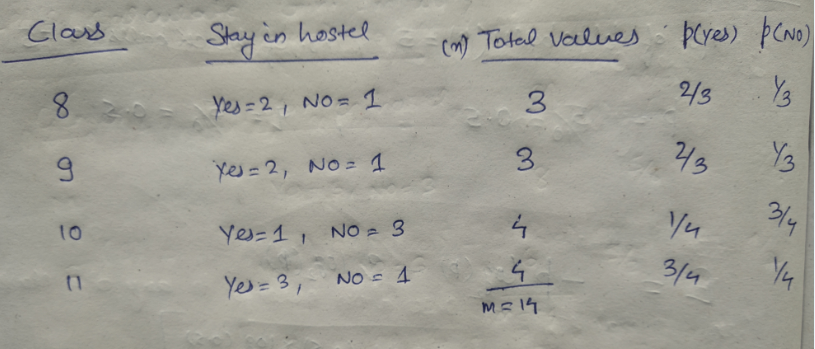 Class Stay in hostel (n) Total values P(Yes) P(NO)
8 Yes=2, NO= 1 3 2/3 1/3
9 Yes=2, NO= 1 3 2/3 1/3
10 Yes=1, NO= 3 4 1/4 3/4
11 Yes=3, NO= 1 4 3/4 1/4
m=14